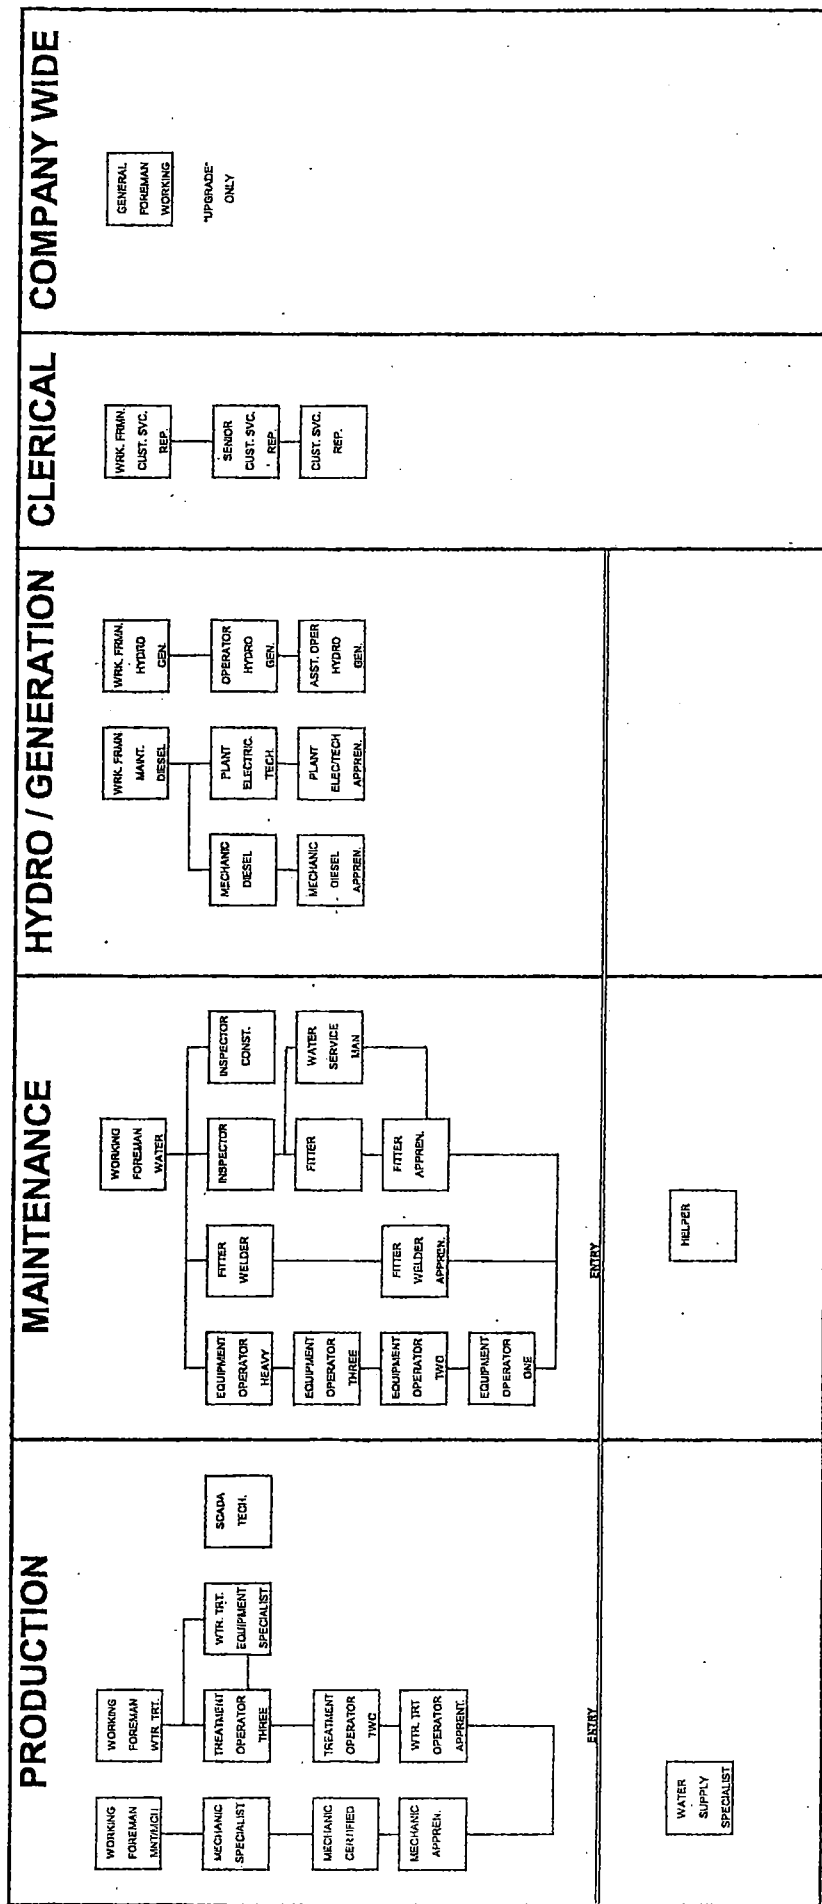 PRODUCTION
WORKING
FOREMAN
MNT/MCH
WORKING
FOREMAN
WTR. TRT.
MECHANIC
SPECIALIST
TREATMENT
OPERATOR
THREE
WTR. TRT.
EQUIPMENT
SPECIALIST
SCADA
TECH.
MECHANIC
CERTIFIED
TREATMENT
OPERATOR
TWO
MECHANIC
APPREN.
WTR. TRT
OPERATOR
APPRENT.
ENTRY
WATER
SUPPLY
SPECIALIST
MAINTENANCE
WORKING
FOREMAN
WATER
EQUIPMENT
OPERATOR
HEAVY
FITTER
WELDER
INSPECTOR
INSPECTOR
CONST.
EQUIPMENT
OPERATOR
THREE
FITTER
WATER
SERVICE
MAN
EQUIPMENT
OPERATOR
TWO
FITTER
WELDER
APPREN.
FITTER
APPREN.
EQUIPMENT
OPERATOR
ONE
ENTRY
HELPER
HYDRO / GENERATION
WRK. FRMN
MAINT.
DIESEL
WRK. FRMN.
HYDRO
GEN.
MECHANIC
DIESEL
PLANT
ELECTRIC.
TECH.
OPERATOR
HYDRO
GEN.
MECHANIC
DIESEL
APPREN.
PLANT
ELEC/TECH
APPREN.
ASST. OPER
HYDRO
GEN.
CLERICAL
WRK. FRMN.
CUST. SVC.
REP.
SENIOR
CUST. SVC.
REP.
CUST. SVC.
REP.
COMPANY WIDE
GENERAL
FOREMAN
WORKING
"UPGRADE"
ONLY